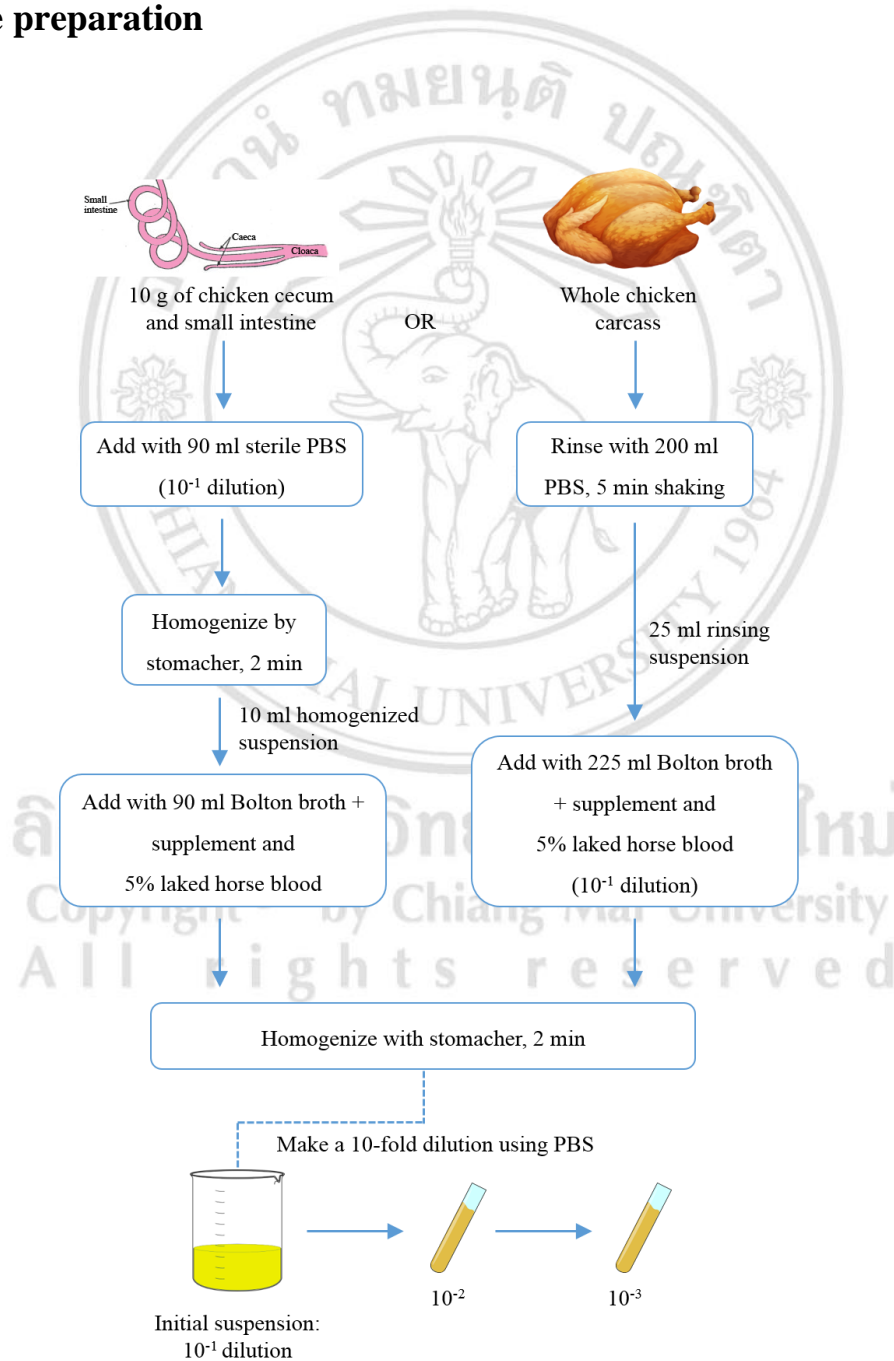 e preparation
Small
intestine
Caeca
Cloaca
10 g of chicken cecum
and small intestine
OR
Whole chicken
carcass
Add with 90 ml sterile PBS
(10⁻¹ dilution)
Rinse with 200 ml
PBS, 5 min shaking
Homogenize by
stomacher, 2 min
25 ml rinsing
suspension
10 ml homogenized
suspension
Add with 90 ml Bolton broth +
supplement and
5% laked horse blood
Add with 225 ml Bolton broth
+ supplement and
5% laked horse blood
(10⁻¹ dilution)
Copyright by Chiang Mai University
All rights reserved
Homogenize with stomacher, 2 min
Make a 10-fold dilution using PBS
10⁻²
10⁻³
Initial suspension:
10⁻¹ dilution